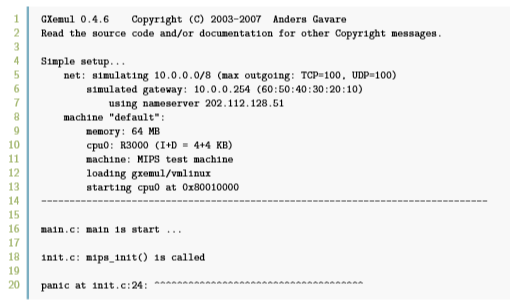 1 GXemul 0.4.6    Copyright (C) 2003-2007  Anders Gavare
2 Read the source code and/or documentation for other Copyright messages.
3
4 Simple setup...
5     net: simulating 10.0.0.0/8 (max outgoing: TCP=100, UDP=100)
6         simulated gateway: 10.0.0.254 (60:50:40:30:20:10)
7             using nameserver 202.112.128.51
8     machine "default":
9         memory: 64 MB
10         cpu0: R3000 (I+D = 4+4 KB)
11         machine: MIPS test machine
12         loading gxemul/vmlinux
13         starting cpu0 at 0x80010000
14 -------------------------------------------------------------------------------
15
16 main.c: main is start ...
17
18 init.c: mips_init() is called
19
20 panic at init.c:24: ^^^^^^^^^^^^^^^^^^^^^^^^^^^^^^^^^^^^^